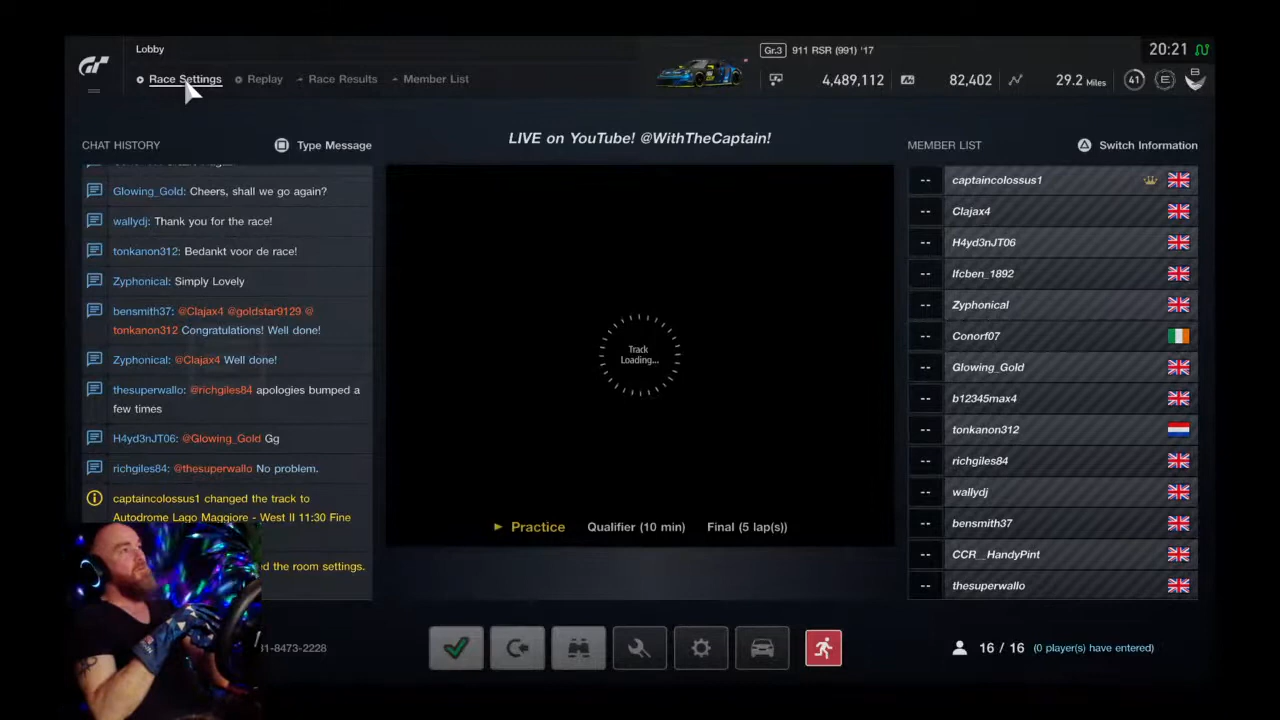 Lobby
Gr.3 911 RSR (991) '17
20:21
Race Settings Replay Race Results Member List
4,489,112 82,402 29.2 Miles 41 E B
CHAT HISTORY Type Message
LIVE on YouTube! @WithTheCaptain!
MEMBER LIST Switch Information
Glowing_Gold: Cheers, shall we go again?
wallydj: Thank you for the race!
tonkanon312: Bedankt voor de race!
Zyphonical: Simply Lovely
bensmith37: @Clajax4 @goldstar9129 @
tonkanon312 Congratulations! Well done!
Zyphonical: @Clajax4 Well done!
thesuperwallo: @richgiles84 apologies bumped a
few times
H4yd3nJT06: @Glowing_Gold Gg
richgiles84: @thesuperwallo No problem.
captaincolossus1 changed the track to
Autodrome Lago Maggiore - West II 11:30 Fine
the room settings.
31-8473-2228
Track
Loading...
Practice Qualifier (10 min) Final (5 lap(s))
-- captaincolossus1
-- Clajax4
-- H4yd3nJT06
-- lfcben_1892
-- Zyphonical
-- Conorf07
-- Glowing_Gold
-- b12345max4
-- tonkanon312
-- richgiles84
-- wallydj
-- bensmith37
-- CCR_HandyPint
-- thesuperwallo
16 / 16 (0 player(s) have entered)